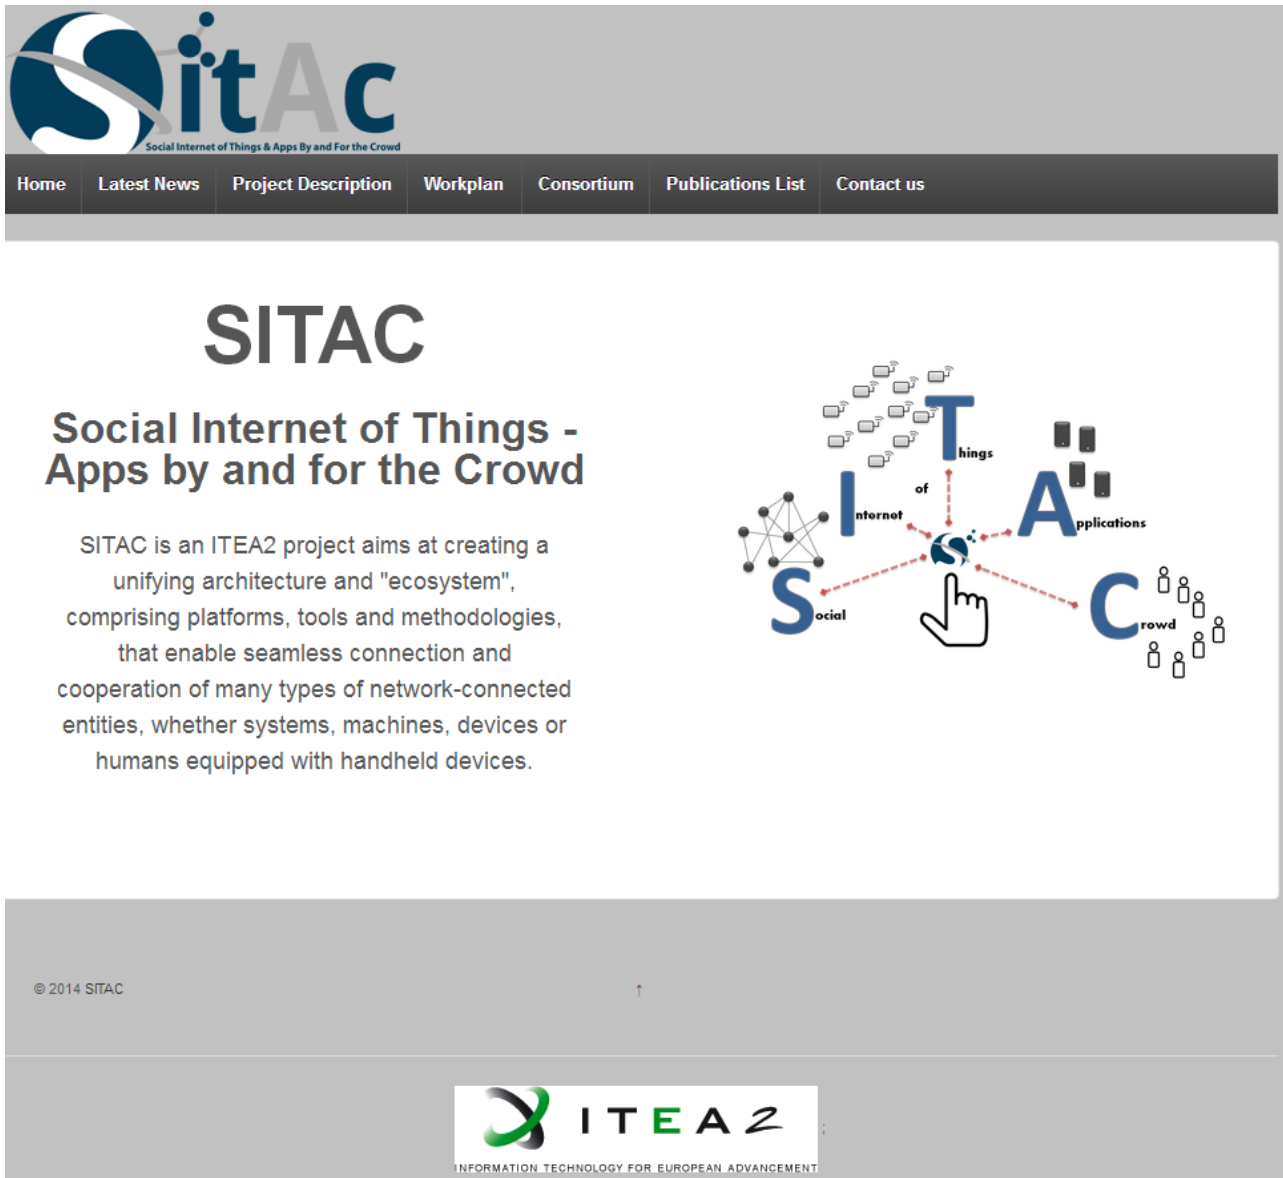 SitAc
Social Internet of Things & Apps By and For the Crowd
Home Latest News Project Description Workplan Consortium Publications List Contact us
SITAC
Social Internet of Things -
Apps by and for the Crowd
SITAC is an ITEA2 project aims at creating a
unifying architecture and "ecosystem",
comprising platforms, tools and methodologies,
that enable seamless connection and
cooperation of many types of network-connected
entities, whether systems, machines, devices or
humans equipped with handheld devices.
Things
of
Internet
Applications
Social
Crowd
© 2014 SITAC
↑
ITEA2
;
INFORMATION TECHNOLOGY FOR EUROPEAN ADVANCEMENT